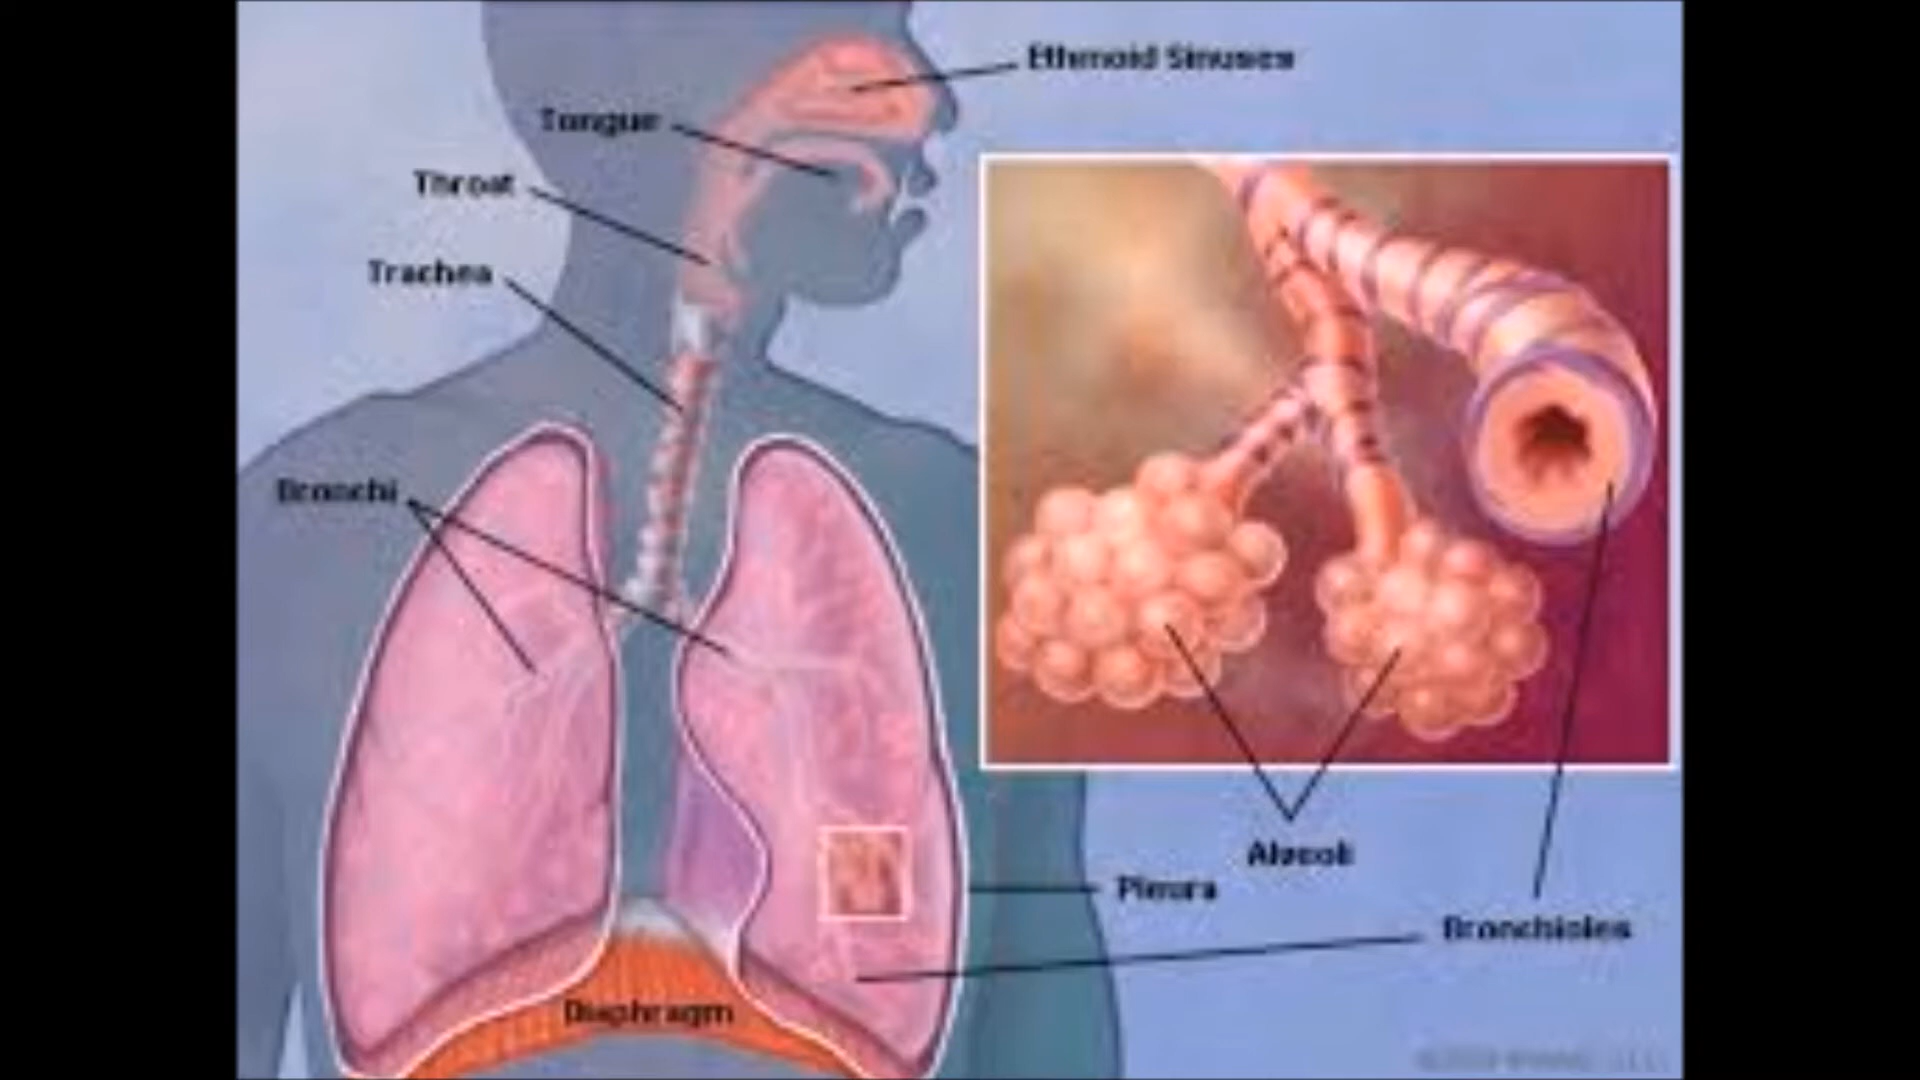 Ethmoid Sinuses
Tongue
Throat
Trachea
Bronchi
Alveoli
Pleura
Bronchioles
Diaphragm